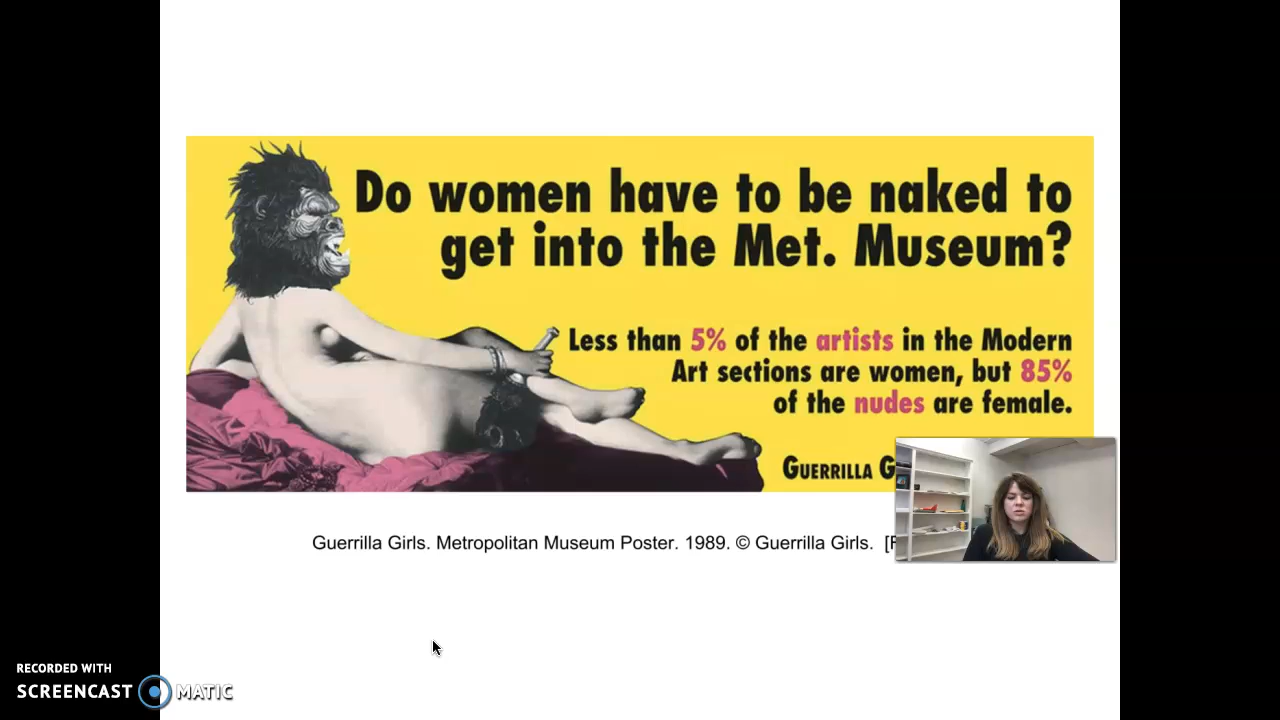 Do women have to be naked to
get into the Met. Museum?
Less than 5% of the artists in the Modern
Art sections are women, but 85%
of the nudes are female.
GUERRILLA
Guerrilla Girls. Metropolitan Museum Poster. 1989. © Guerrilla Girls.
RECORDED WITH
SCREENCAST MATIC